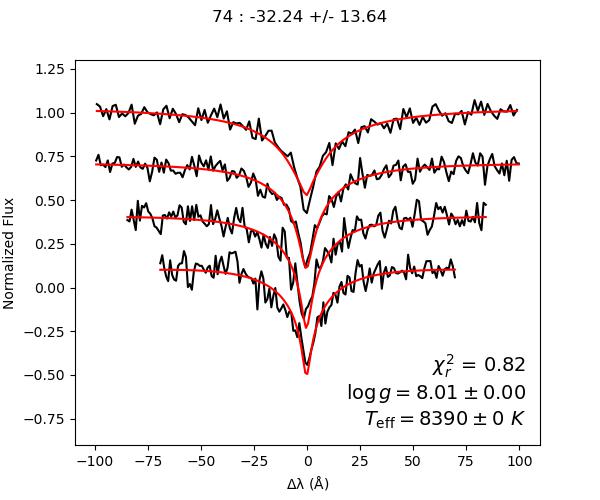 74 : -32.24 +/- 13.64
1.25
1.00
0.75
0.50
0.25
0.00
−0.25
−0.50
−0.75
Normalized Flux
χ²ᵣ = 0.82
log g = 8.01 ± 0.00
T_eff = 8390 ± 0 K
−100 −75 −50 −25 0 25 50 75 100
Δλ (Å)